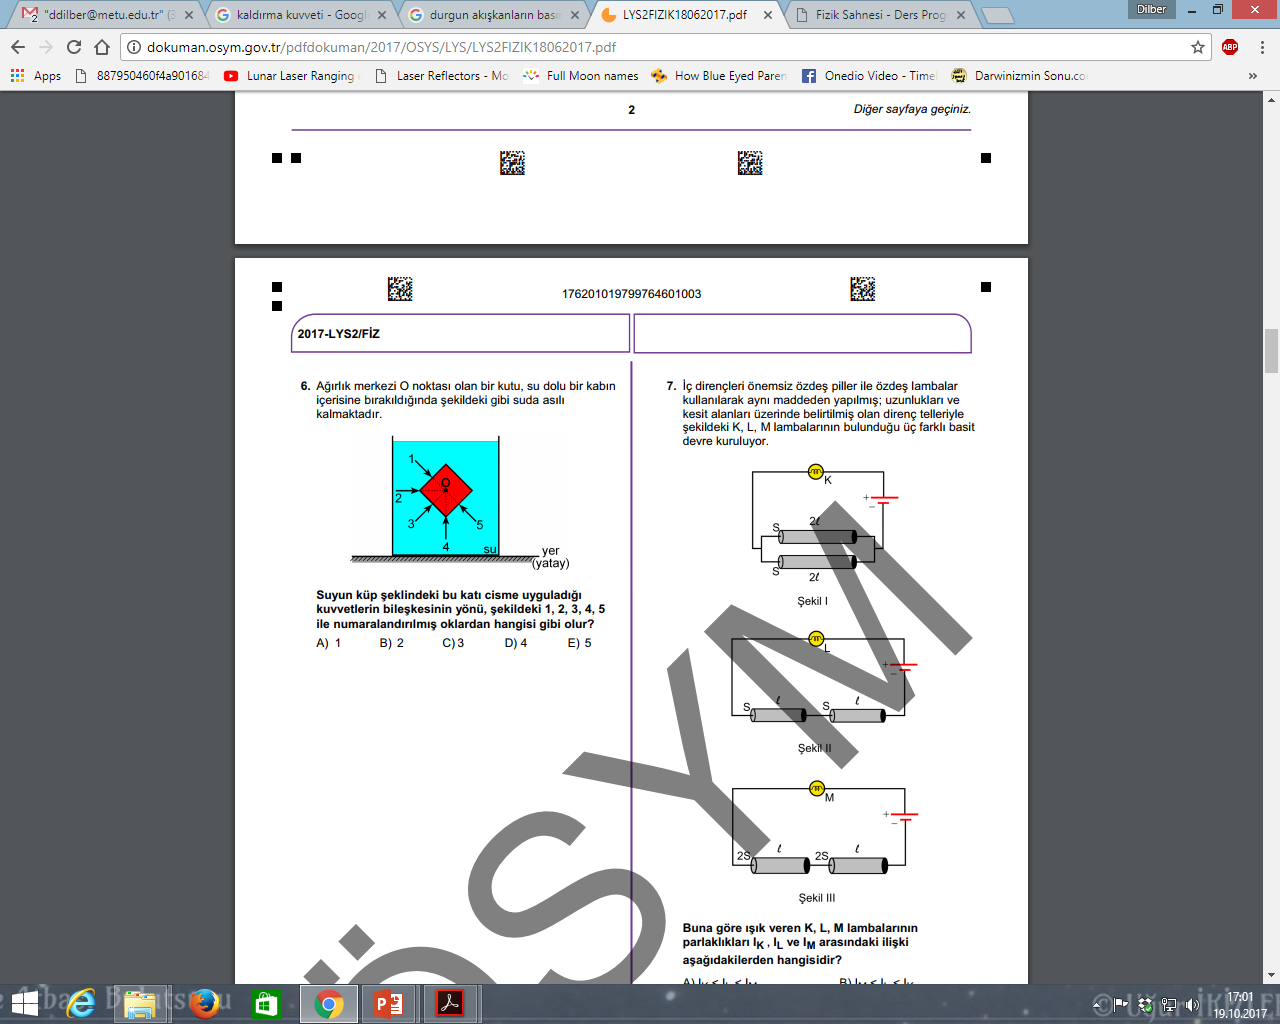 "ddilber@metu.edu.tr" (3
kaldırma kuvveti - Google
durgun akışkanların bası
LYS2FIZIK18062017.pdf
Fizik Sahnesi - Ders Prog
Dilber
dokuman.osym.gov.tr/pdfdokuman/2017/OSYS/LYS/LYS2FIZIK18062017.pdf
ABP
Apps
887950460f4a901684
Lunar Laser Ranging
Laser Reflectors - Mo
Full Moon names
How Blue Eyed Paren
Onedio Video - Timel
Darwinizmin Sonu.co
»
2
Diğer sayfaya geçiniz.
176201019799764601003
2017-LYS2/FİZ
6. Ağırlık merkezi O noktası olan bir kutu, su dolu bir kabın
içerisine bırakıldığında şekildeki gibi suda asılı
kalmaktadır.
1
O
2
3
5
4
su
yer
(yatay)
Suyun küp şeklindeki bu katı cisme uyguladığı
kuvvetlerin bileşkesinin yönü, şekildeki 1, 2, 3, 4, 5
ile numaralandırılmış oklardan hangisi gibi olur?
A) 1 B) 2 C) 3 D) 4 E) 5
7. İç dirençleri önemsiz özdeş piller ile özdeş lambalar
kullanılarak aynı maddeden yapılmış; uzunlukları ve
kesit alanları üzerinde belirtilmiş olan direnç telleriyle
şekildeki K, L, M lambalarının bulunduğu üç farklı basit
devre kuruluyor.
K
+
−
S
2ℓ
S
2ℓ
Şekil I
L
+
−
S ℓ S ℓ
Şekil II
M
+
−
2S ℓ 2S ℓ
Şekil III
Buna göre ışık veren K, L, M lambalarının
parlaklıkları IK , IL ve IM arasındaki ilişki
aşağıdakilerden hangisidir?
ÖSYM
17:01
19.10.2017